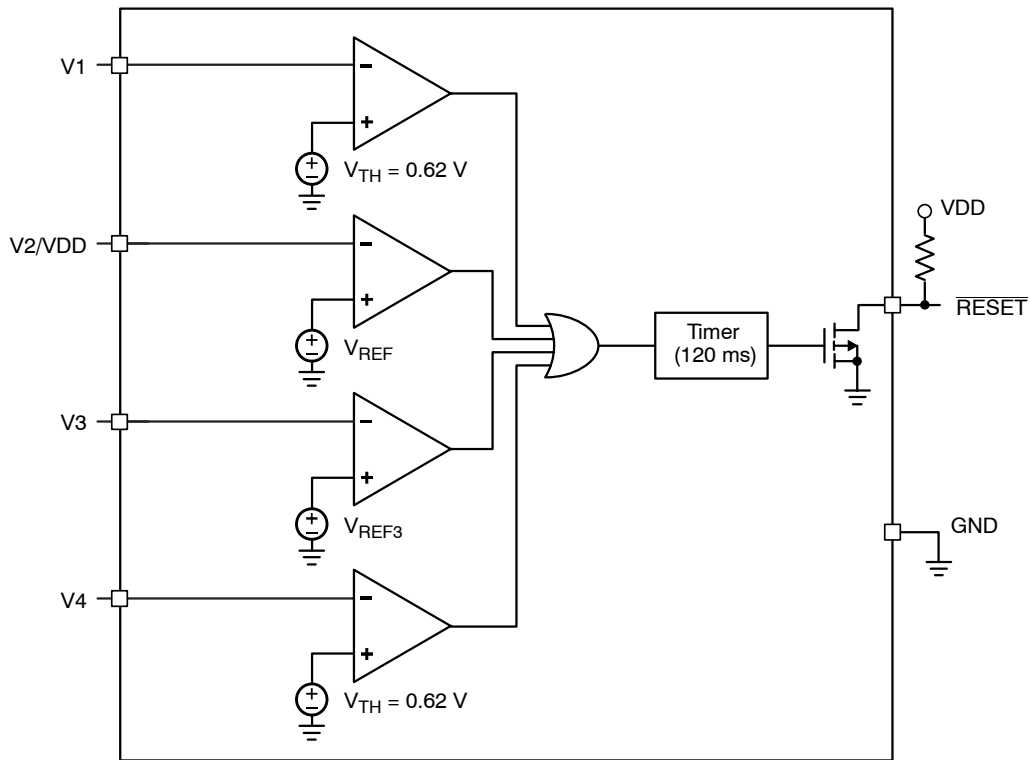 V1
−
+
+
−
V_TH = 0.62 V
V2/VDD
−
+
+
−
V_REF
VDD
RESET
Timer
(120 ms)
V3
−
+
+
−
V_REF3
GND
V4
−
+
+
−
V_TH = 0.62 V